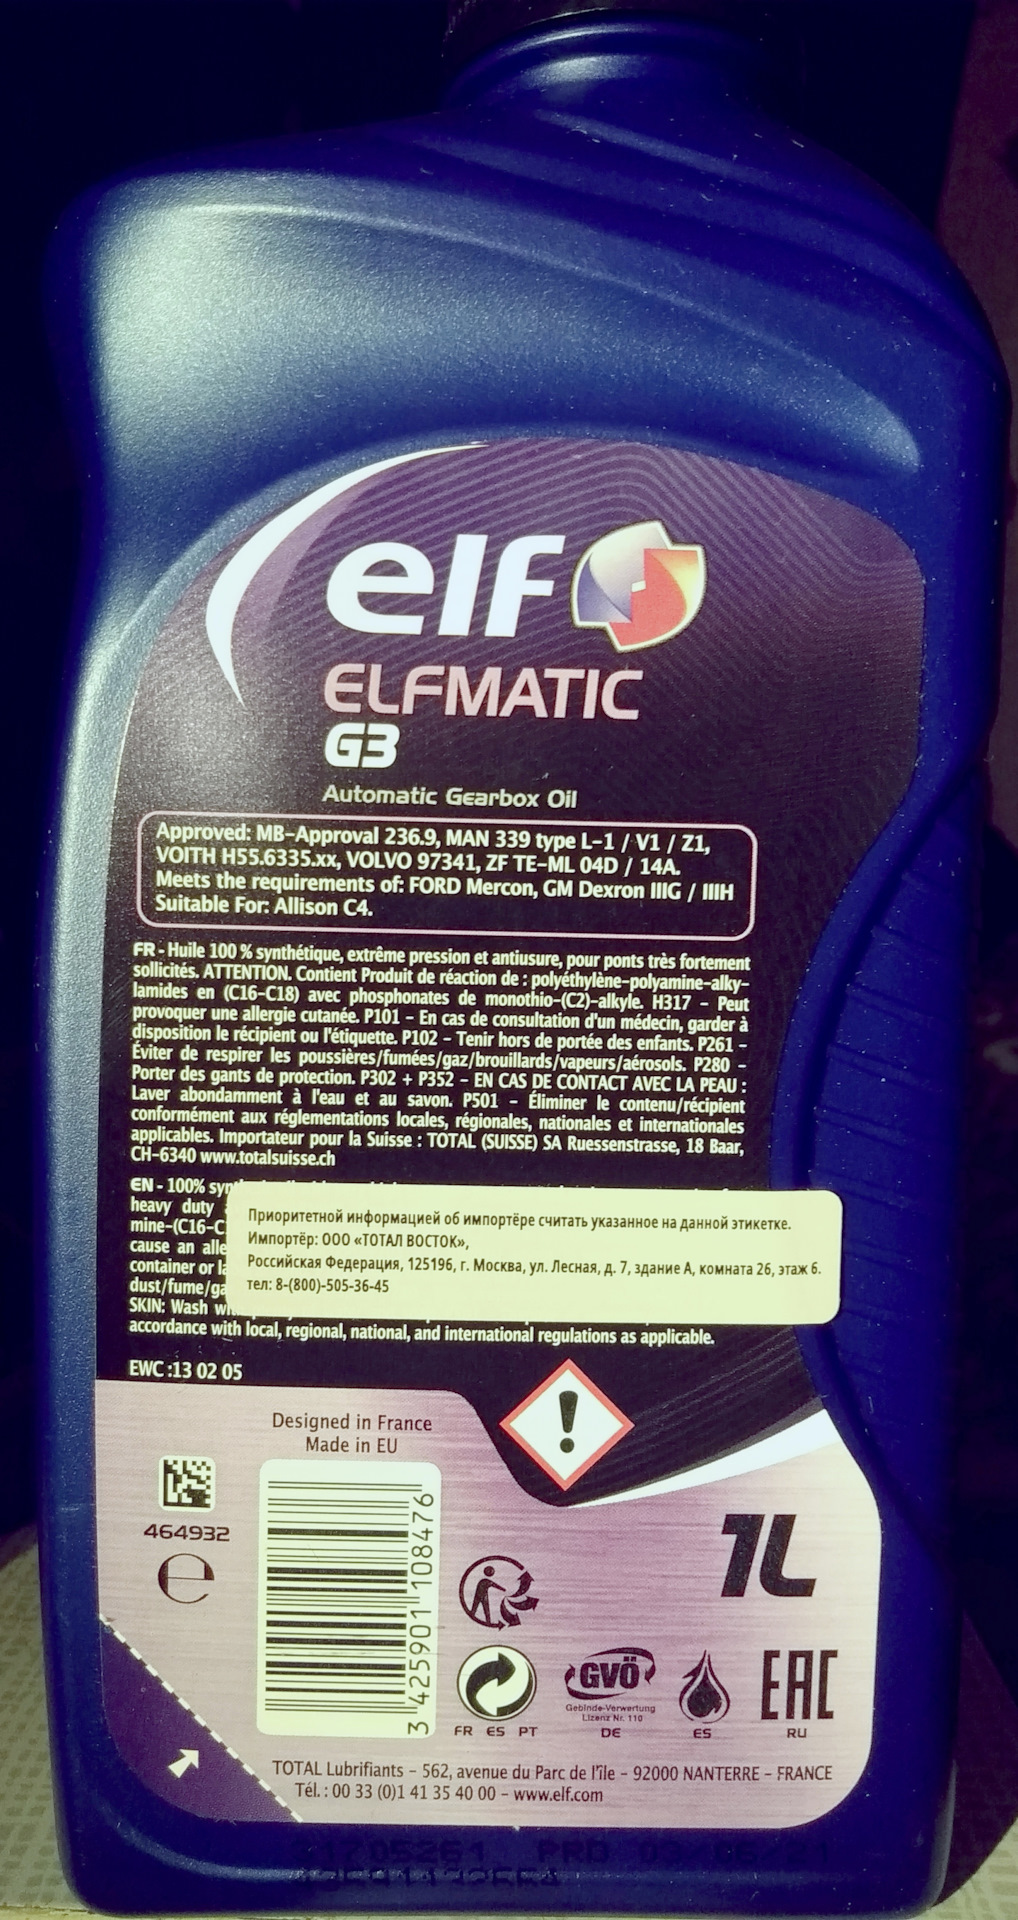 elf
ELFMATIC
G3
Automatic Gearbox Oil
Approved: MB-Approval 236.9, MAN 339 type L-1 / V1 / Z1,
VOITH H55.6335.xx, VOLVO 97341, ZF TE-ML 04D / 14A.
Meets the requirements of: FORD Mercon, GM Dexron IIIG / IIIH
Suitable For: Allison C4.
FR - Huile 100 % synthétique, extrême pression et antiusure, pour ponts très fortement
sollicités. ATTENTION. Contient Produit de réaction de : polyéthylène-polyamine-alky-
lamides en (C16-C18) avec phosphonates de monothio-(C2)-alkyle. H317 - Peut
provoquer une allergie cutanée. P101 - En cas de consultation d'un médecin, garder à
disposition le récipient ou l'étiquette. P102 - Tenir hors de portée des enfants. P261 -
Éviter de respirer les poussières/fumées/gaz/brouillards/vapeurs/aérosols. P280 -
Porter des gants de protection. P302 + P352 - EN CAS DE CONTACT AVEC LA PEAU :
Laver abondamment à l'eau et au savon. P501 - Éliminer le contenu/récipient
conformément aux réglementations locales, régionales, nationales et internationales
applicables. Importateur pour la Suisse : TOTAL (SUISSE) SA Ruessenstrasse, 18 Baar,
CH-6340 www.totalsuisse.ch
EN - 100%
heavy duty
mine-(C16-C
cause an alle
container or
dust/fume/ga
SKIN: Wash
accordance with local, regional, national, and international regulations as applicable.
Приоритетной информацией об импортёре считать указанное на данной этикетке.
Импортёр: ООО «ТОТАЛ ВОСТОК»,
Российская Федерация, 125196, г. Москва, ул. Лесная, д. 7, здание А, комната 26, этаж 6.
тел: 8-(800)-505-36-45
EWC :13 02 05
Designed in France
Made in EU
464932
e
3 425901 108476
1L
FR ES PT
GVÖ
Gebinde-Verwertung
Lizenz Nr. 110
DE
ES
EAC
RU
TOTAL Lubrifiants - 562, avenue du Parc de l'île - 92000 NANTERRE - FRANCE
Tél. : 00 33 (0)1 41 35 40 00 - www.elf.com
PRD